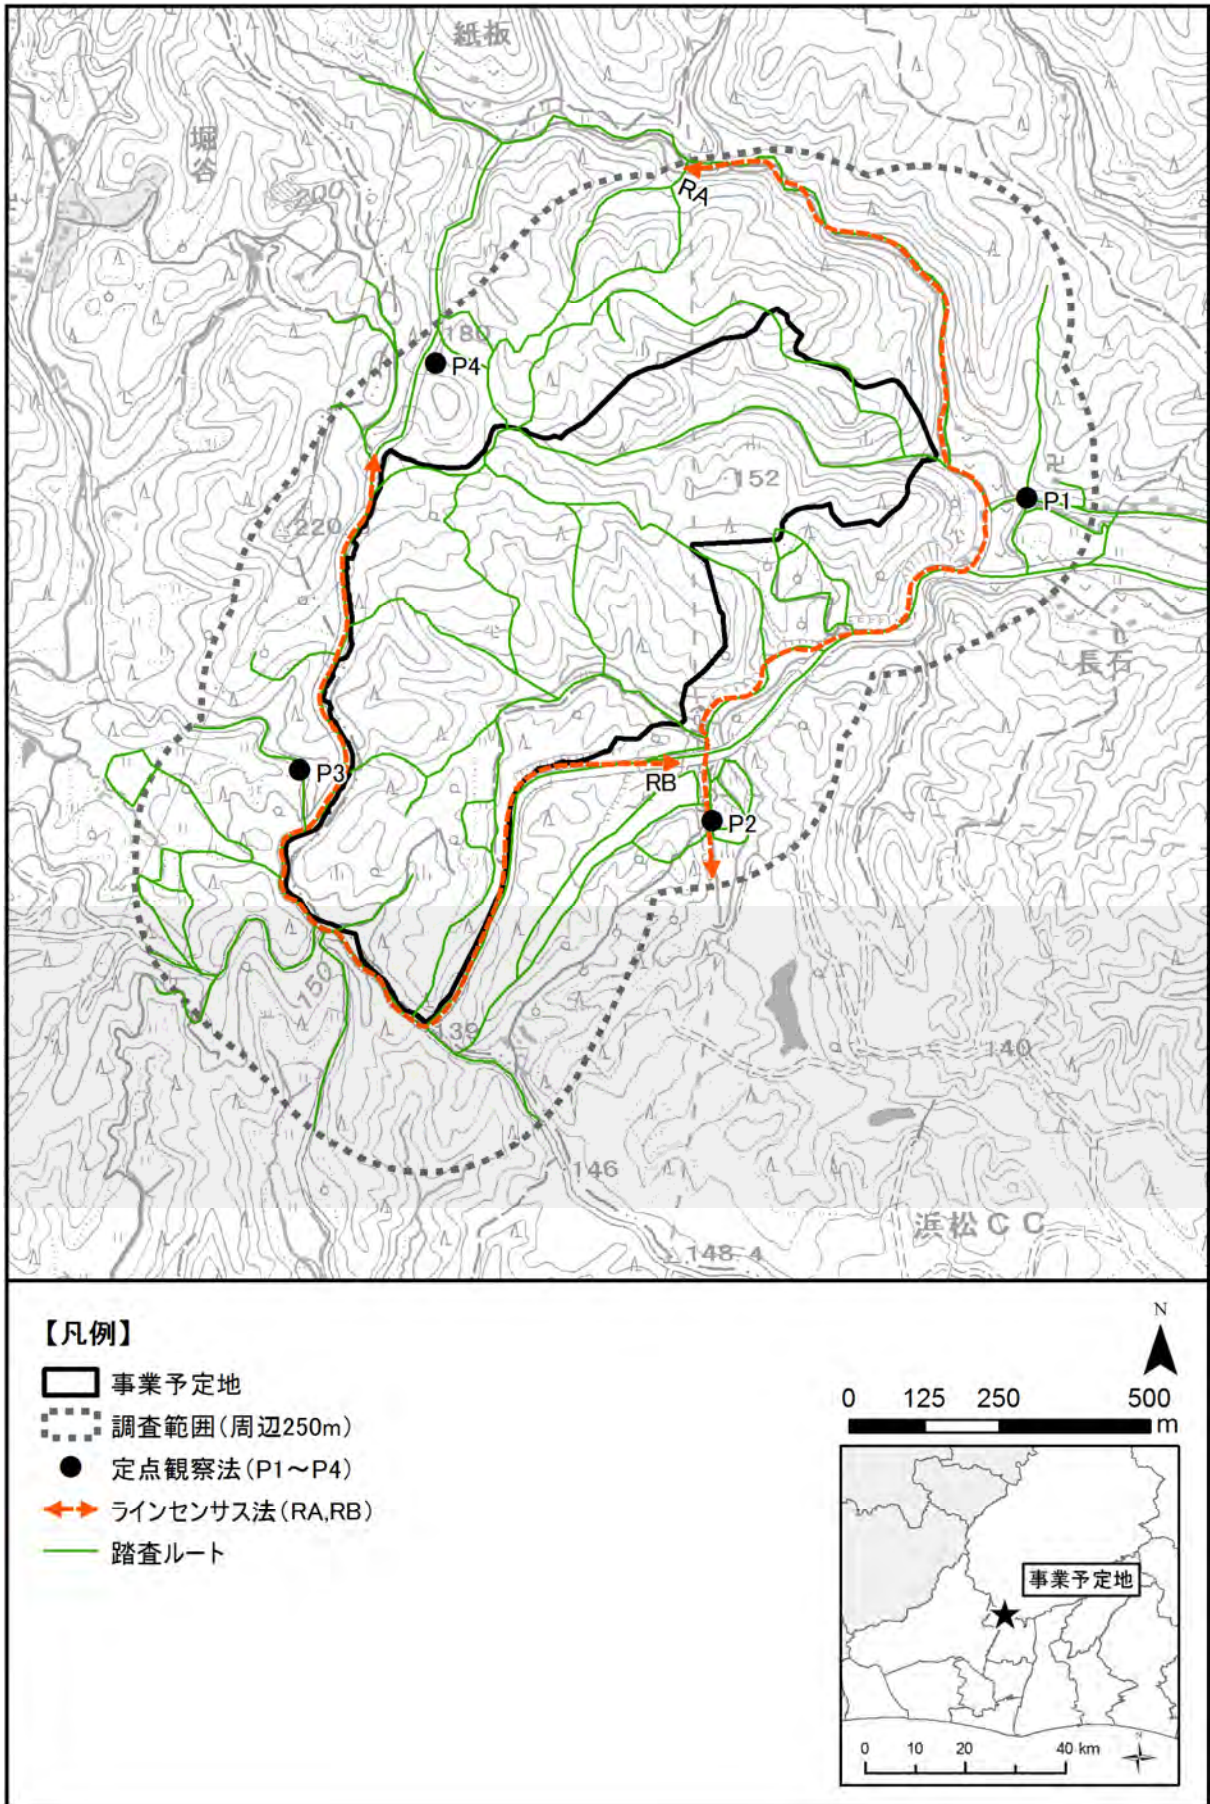 紙板
堀谷
200
RA
180
P4
152
P1
220
長石
P3
RB
P2
150
139
140
146
浜松CC
148.4
【凡例】
事業予定地
調査範囲(周辺250m)
定点観察法(P1～P4)
ラインセンサス法(RA,RB)
踏査ルート
N
0 125 250 500
m
事業予定地
0 10 20 40 km